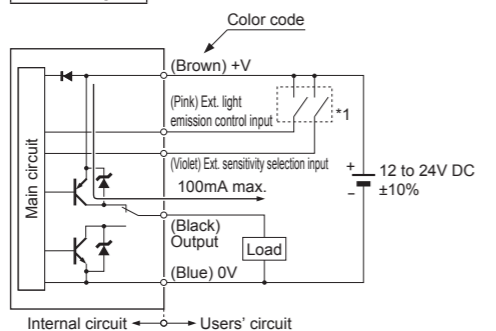 Color code
(Brown) +V
(Pink) Ext. light
emission control input
*1
(Violet) Ext. sensitivity selection input
Main circuit
100mA max.
+
12 to 24V DC
−
±10%
(Black)
Output
Load
(Blue) 0V
Internal circuit
Users' circuit